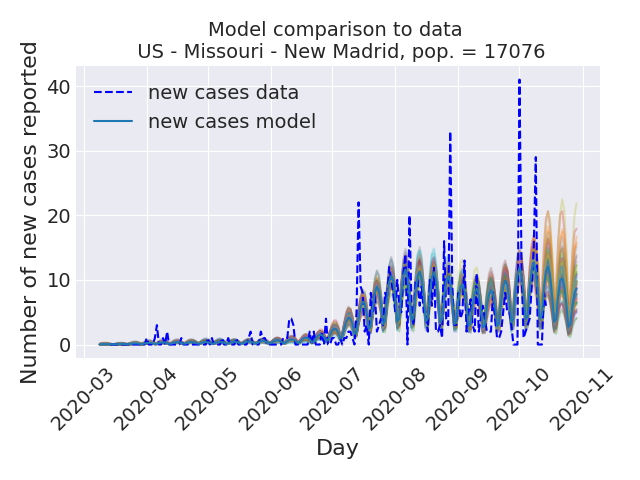 Model comparison to data
US - Missouri - New Madrid, pop. = 17076
Number of new cases reported
40
30
20
10
0
new cases data
new cases model
2020-03
2020-04
2020-05
2020-06
2020-07
2020-08
2020-09
2020-10
2020-11
Day